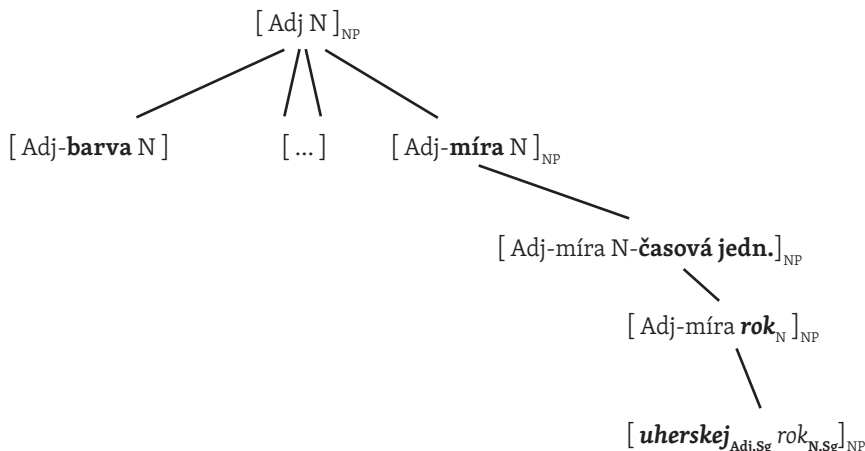 [ Adj N ]NP
[ Adj-barva N ] [ ... ] [ Adj-míra N ]NP
[ Adj-míra N-časová jedn.]NP
[ Adj-míra rokN ]NP
[ uherskejAdj,Sg rokN,Sg]NP